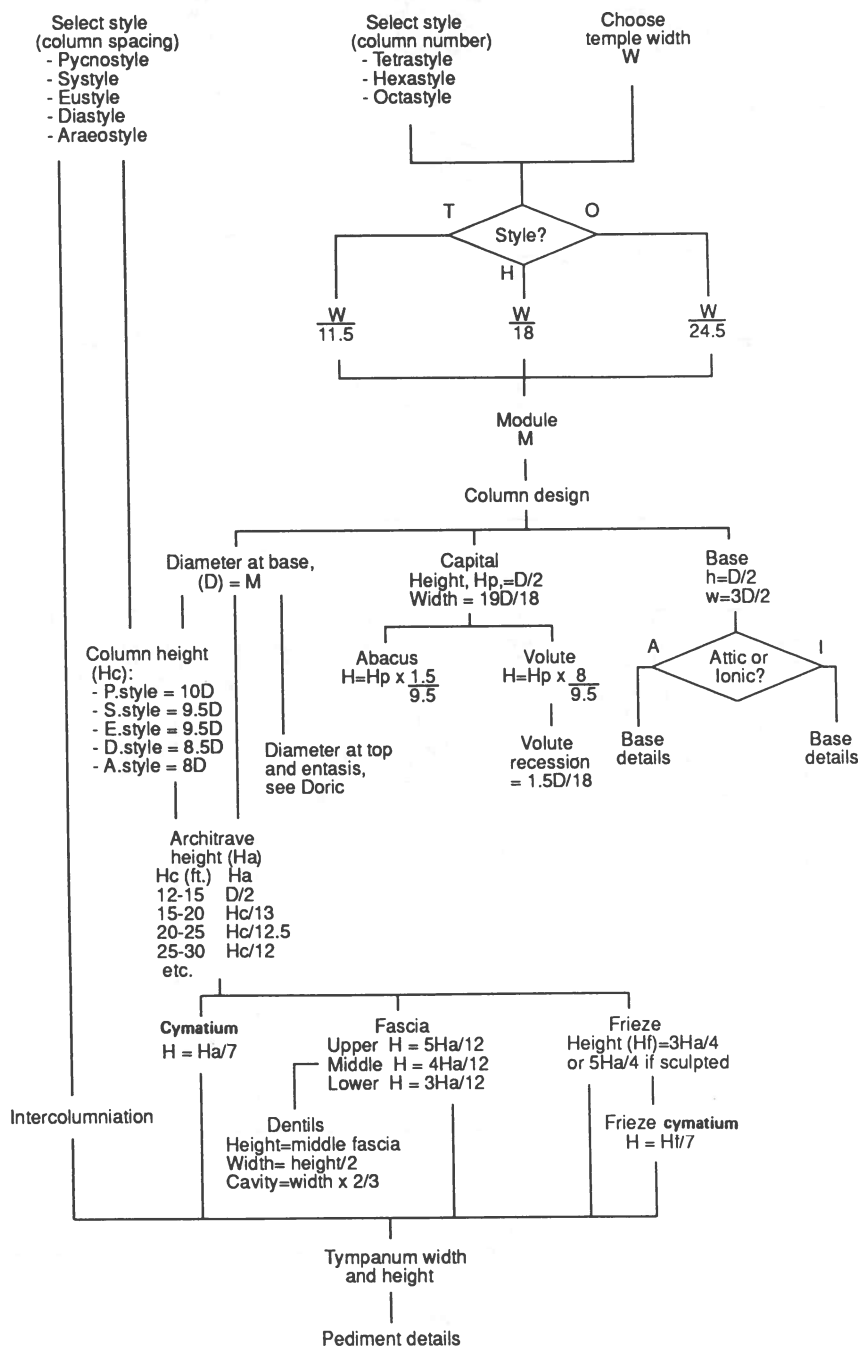 Select style
(column spacing)
- Pycnostyle
- Systyle
- Eustyle
- Diastyle
- Araeostyle
Select style
(column number)
- Tetrastyle
- Hexastyle
- Octastyle
Choose
temple width
W
T
O
Style?
H
W
11.5
W
18
W
24.5
Module
M
Column design
Diameter at base,
(D) = M
Capital
Height, Hp,=D/2
Width = 19D/18
Base
h=D/2
w=3D/2
Column height
(Hc):
- P.style = 10D
- S.style = 9.5D
- E.style = 9.5D
- D.style = 8.5D
- A.style = 8D
Abacus
H=Hp x 1.5
9.5
Volute
H=Hp x 8
9.5
A
I
Attic or
Ionic?
Diameter at top
and entasis,
see Doric
Volute
recession
= 1.5D/18
Base
details
Base
details
Architrave
height (Ha)
Hc (ft.) Ha
12-15 D/2
15-20 Hc/13
20-25 Hc/12.5
25-30 Hc/12
etc.
Cymatium
H = Ha/7
Fascia
Upper H = 5Ha/12
Middle H = 4Ha/12
Lower H = 3Ha/12
Frieze
Height (Hf)=3Ha/4
or 5Ha/4 if sculpted
Intercolumniation
Dentils
Height=middle fascia
Width= height/2
Cavity=width x 2/3
Frieze cymatium
H = Hf/7
Tympanum width
and height
Pediment details